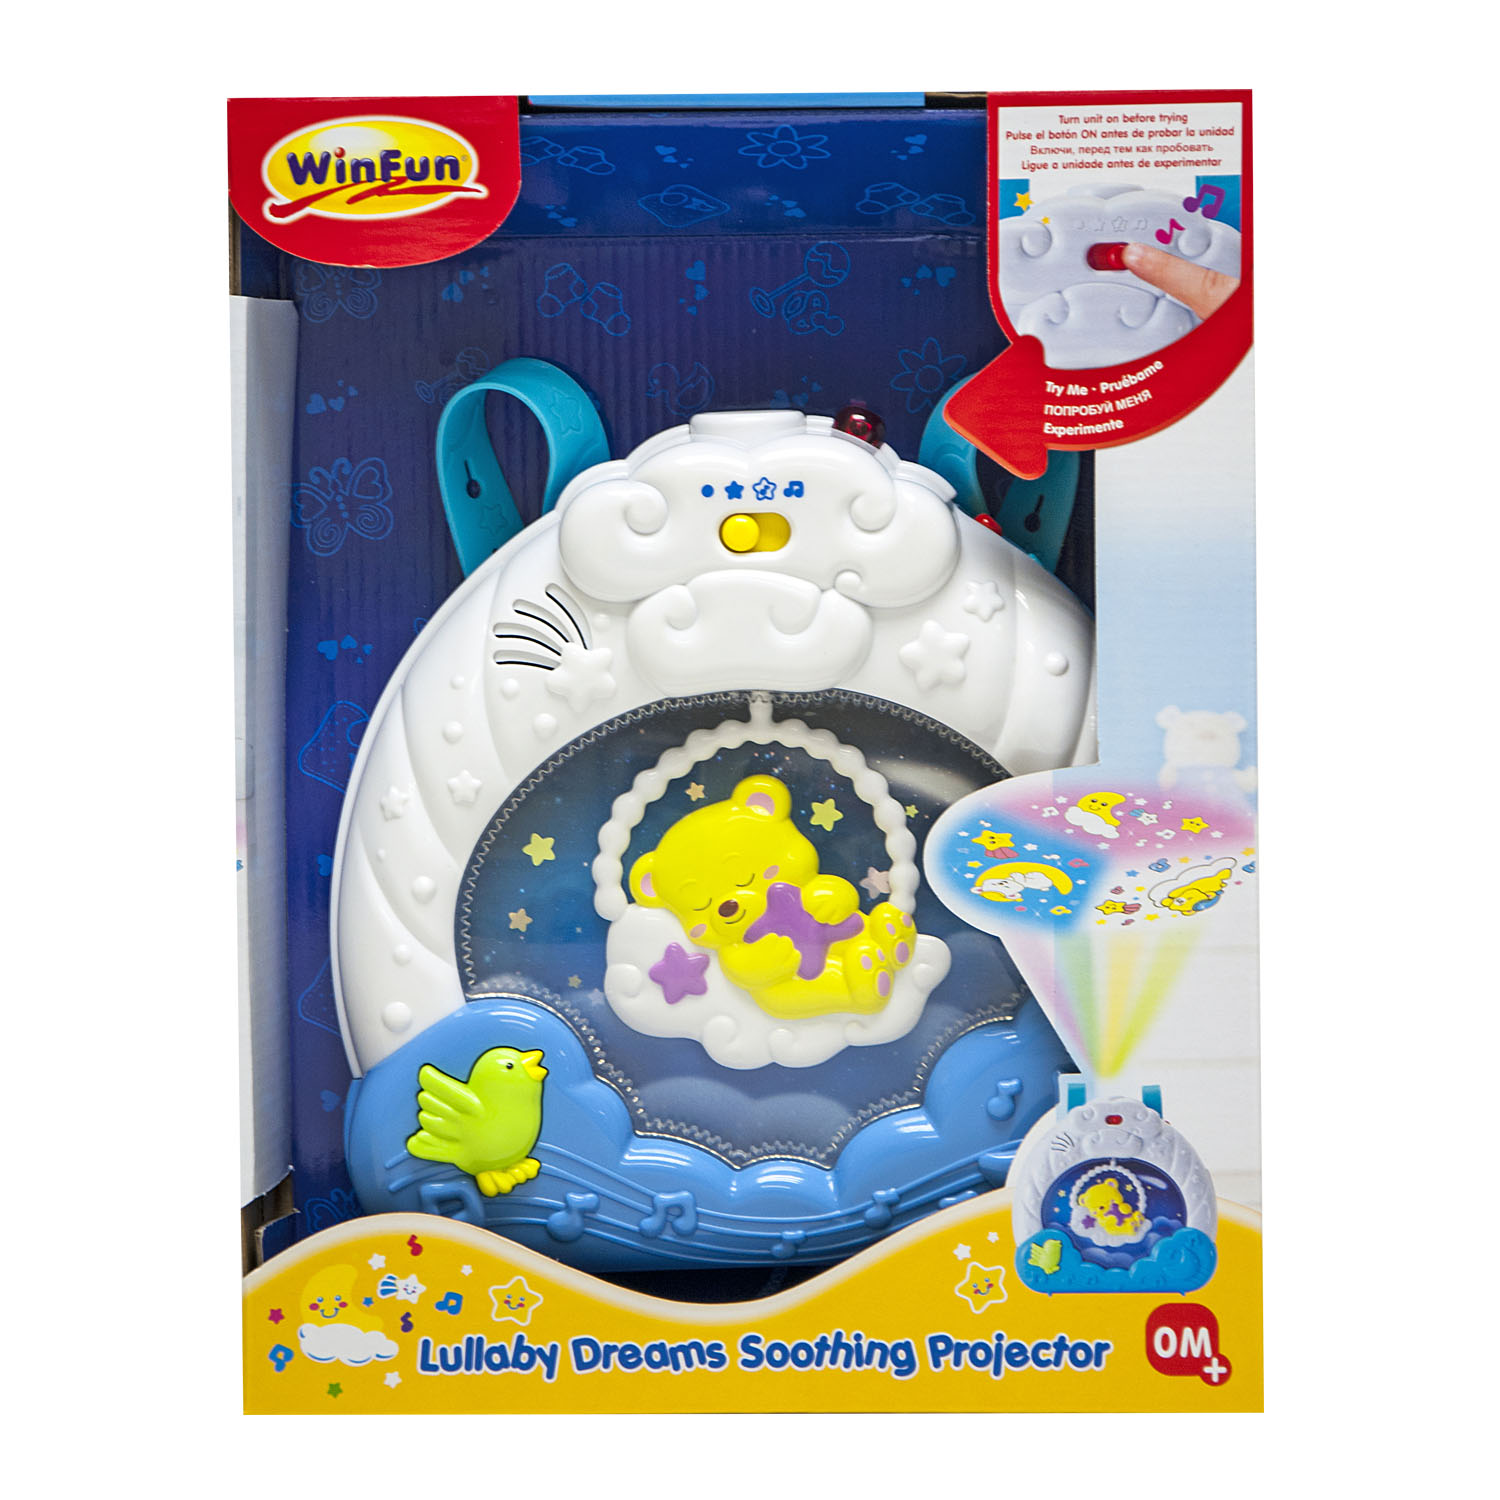 WinFun®
Turn unit on before trying
Pulse el botón ON antes de probar la unidad
Включи, перед тем как пробовать
Ligue a unidade antes de experimentar
Try Me • Pruébame
ПОПРОБУЙ МЕНЯ
Experimente
Lullaby Dreams Soothing Projector
0M+